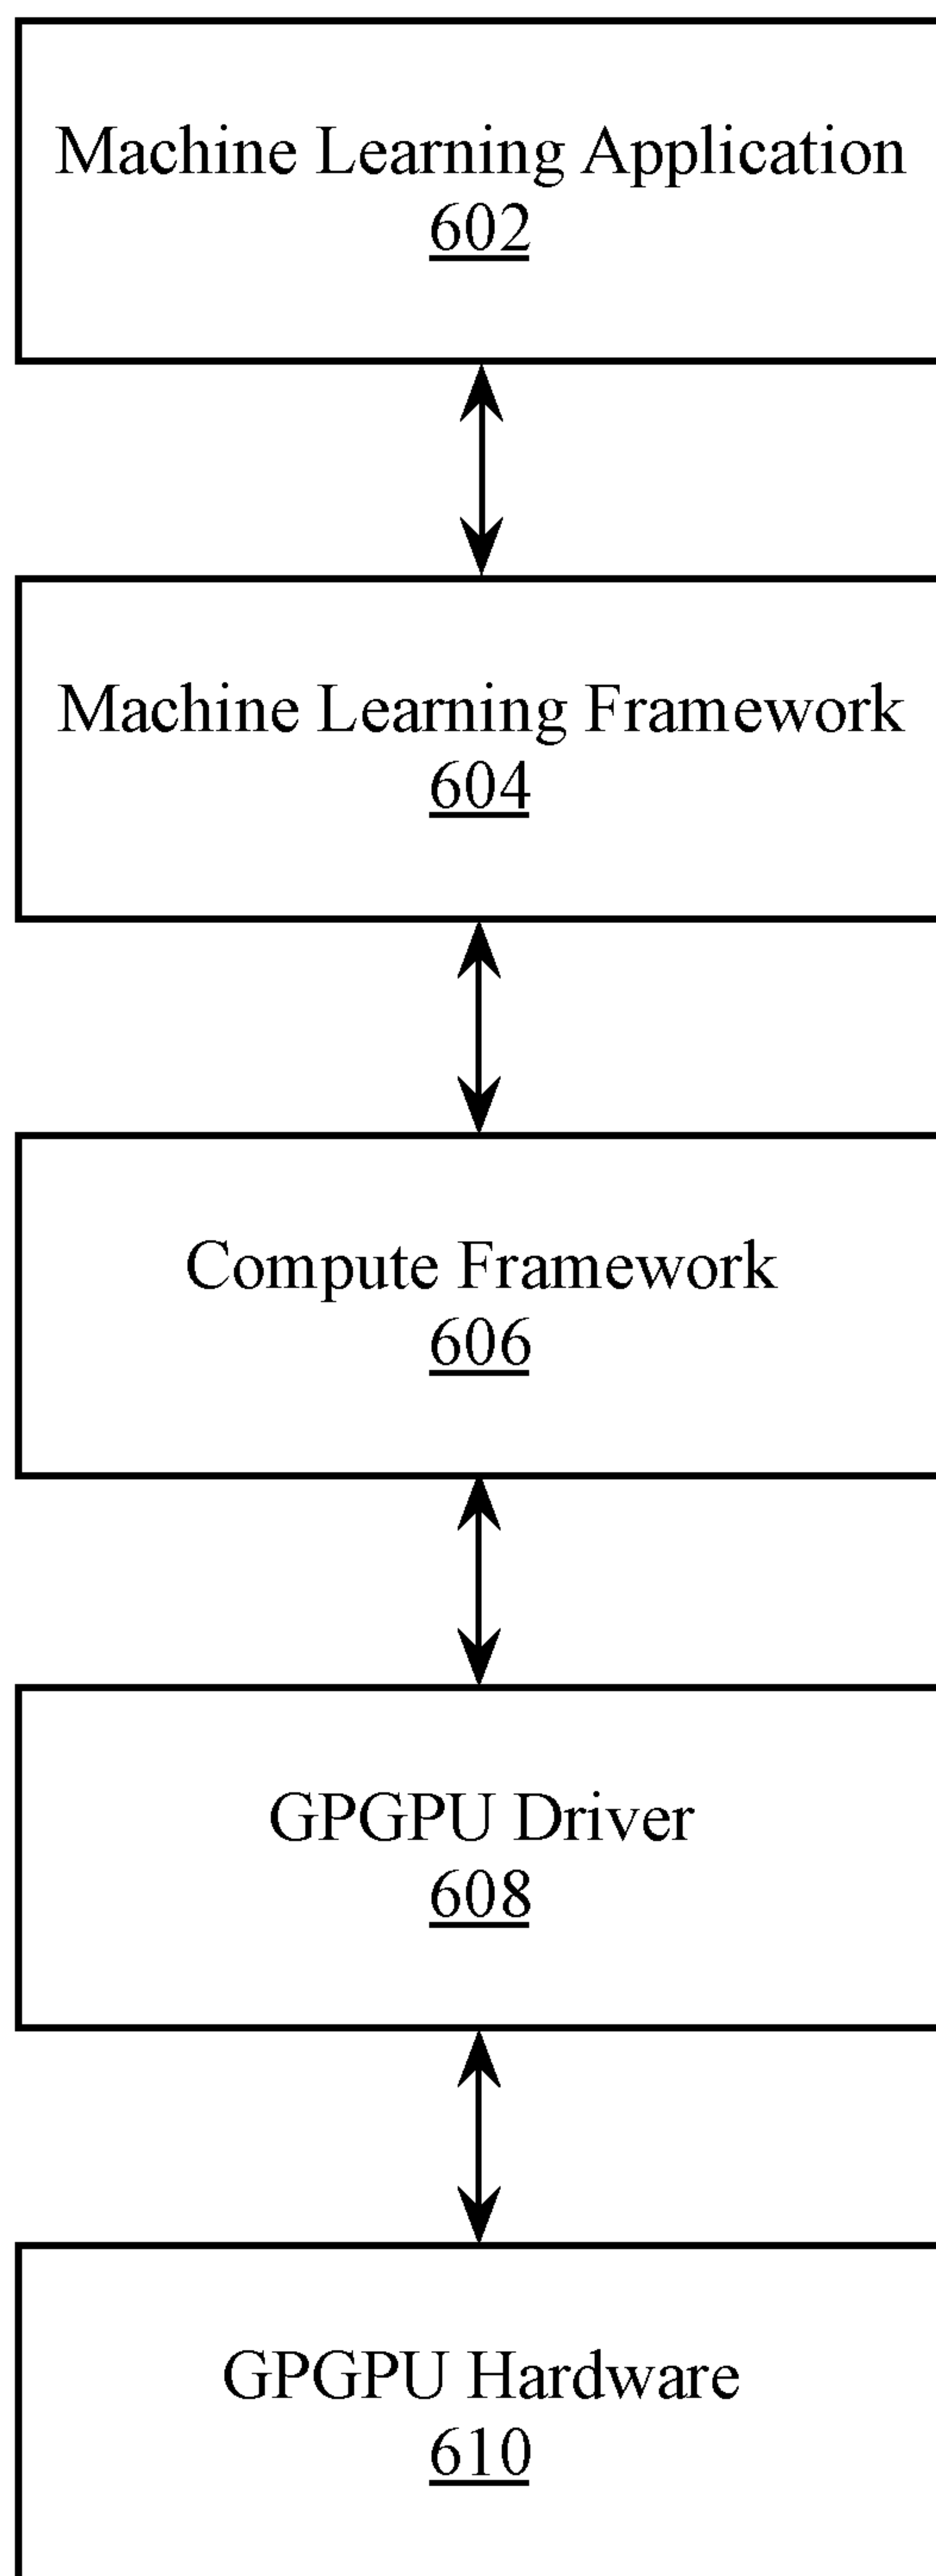 Machine Learning Application
602
Machine Learning Framework
604
Compute Framework
606
GPGPU Driver
608
GPGPU Hardware
610